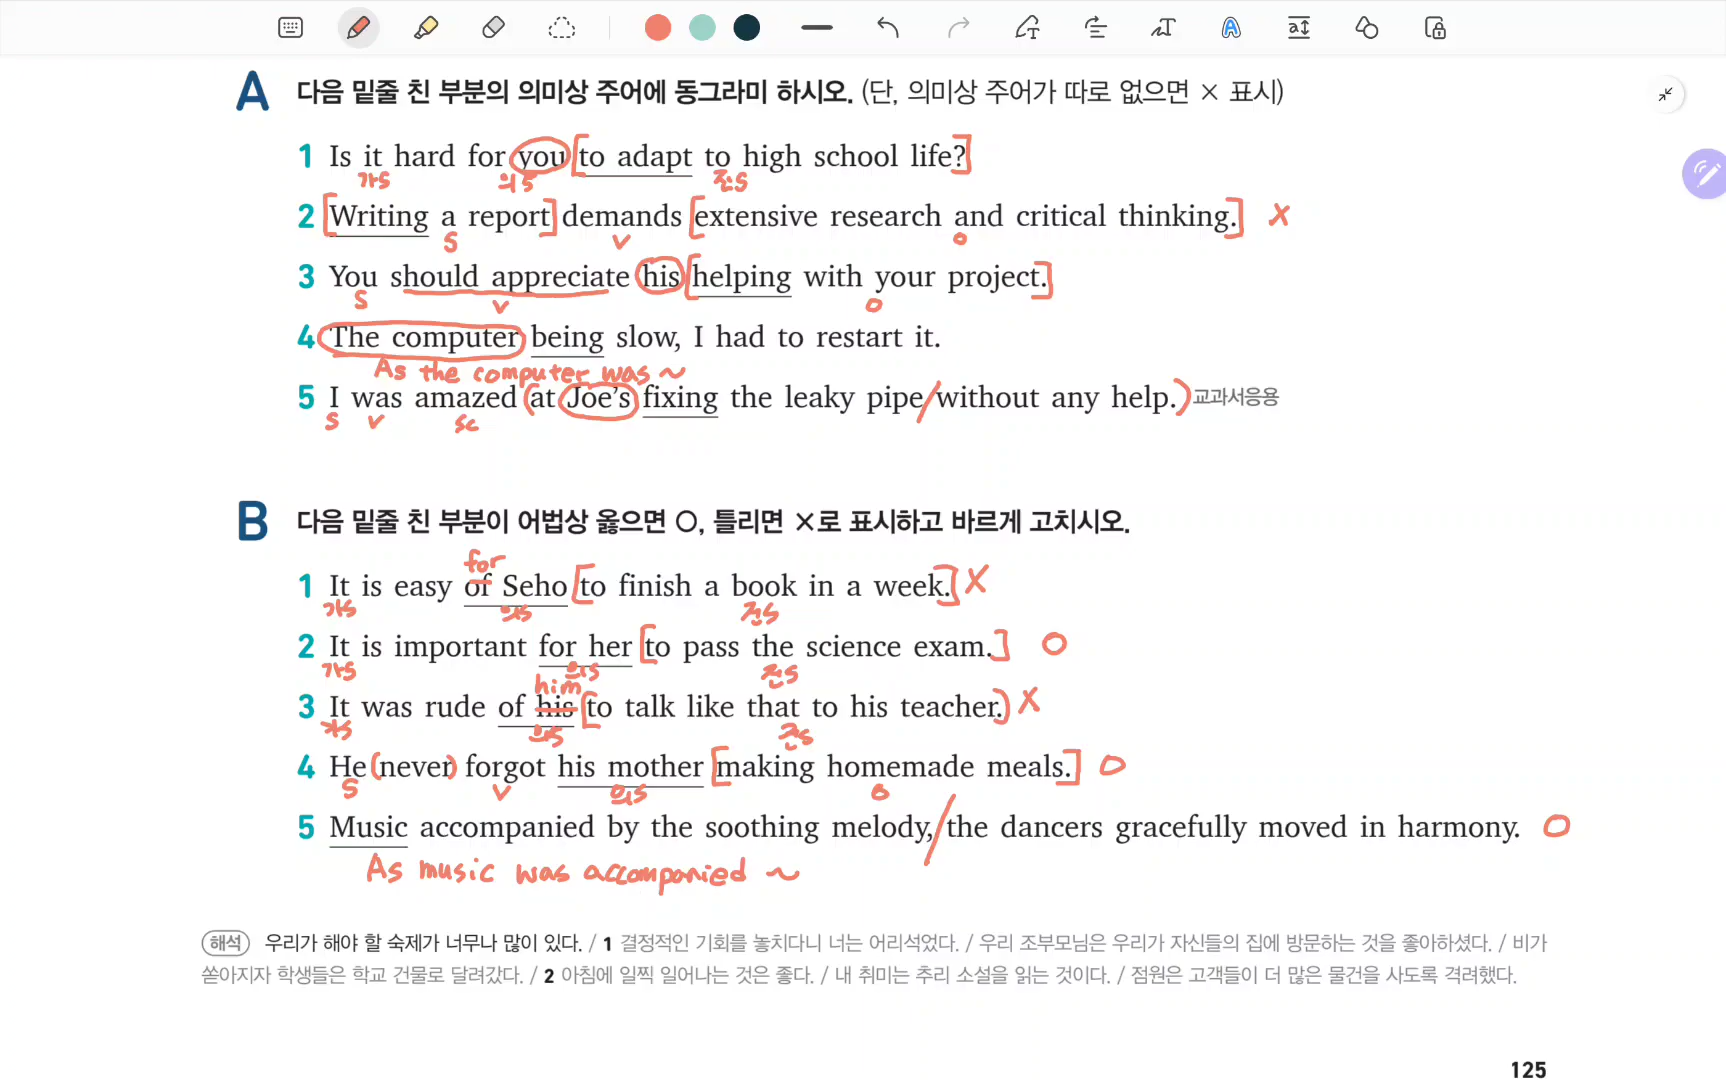 A 다음 밑줄 친 부분의 의미상 주어에 동그라미 하시오. (단, 의미상 주어가 따로 없으면 × 표시)
1 Is it hard for you [to adapt to high school life?]
가S 의S 진S
2 [Writing a report] demands [extensive research and critical thinking.] X
S V O
3 You should appreciate his [helping with your project.]
S V O
4 The computer being slow, I had to restart it.
As the computer was ~
5 I was amazed (at Joe's fixing the leaky pipe / without any help.) 교과서응용
S V SC
B 다음 밑줄 친 부분이 어법상 옳으면 ○, 틀리면 ×로 표시하고 바르게 고치시오.
for
1 It is easy of Seho [to finish a book in a week.] X
가S 의S 진S
2 It is important for her [to pass the science exam.] O
가S 의S 진S
him
3 It was rude of his [to talk like that to his teacher.) X
가S 의S 진S
4 He (never) forgot his mother [making homemade meals.] O
S V 의S O
5 Music accompanied by the soothing melody, / the dancers gracefully moved in harmony. O
As music was accompanied ~
해석 우리가 해야 할 숙제가 너무나 많이 있다. / 1 결정적인 기회를 놓치다니 너는 어리석었다. / 우리 조부모님은 우리가 자신들의 집에 방문하는 것을 좋아하셨다. / 비가
쏟아지자 학생들은 학교 건물로 달려갔다. / 2 아침에 일찍 일어나는 것은 좋다. / 내 취미는 추리 소설을 읽는 것이다. / 점원은 고객들이 더 많은 물건을 사도록 격려했다.
125